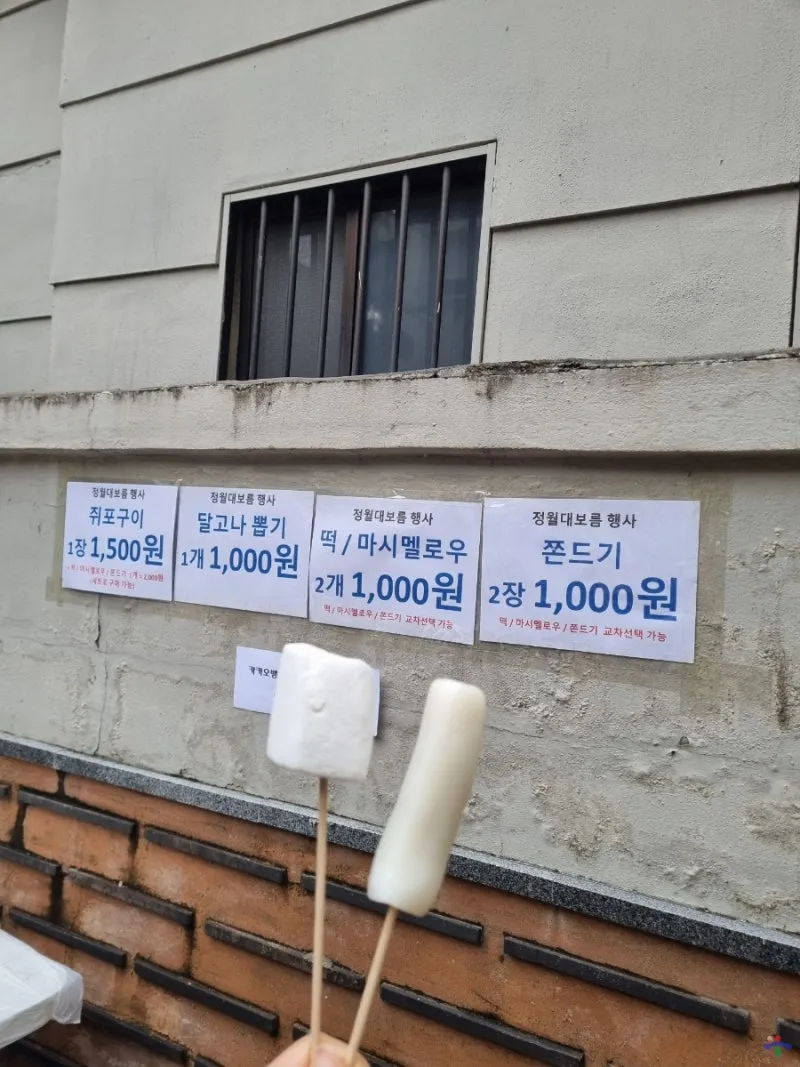 정월대보름 행사
쥐포구이
1장 1,500원
정월대보름 행사
달고나 뽑기
1개 1,000원
정월대보름 행사
떡 / 마시멜로우
2개 1,000원
떡 / 마시멜로우 / 쫀드기 교차선택 가능
정월대보름 행사
쫀드기
2장 1,000원
떡 / 마시멜로우 / 쫀드기 교차선택 가능
카카오뱅